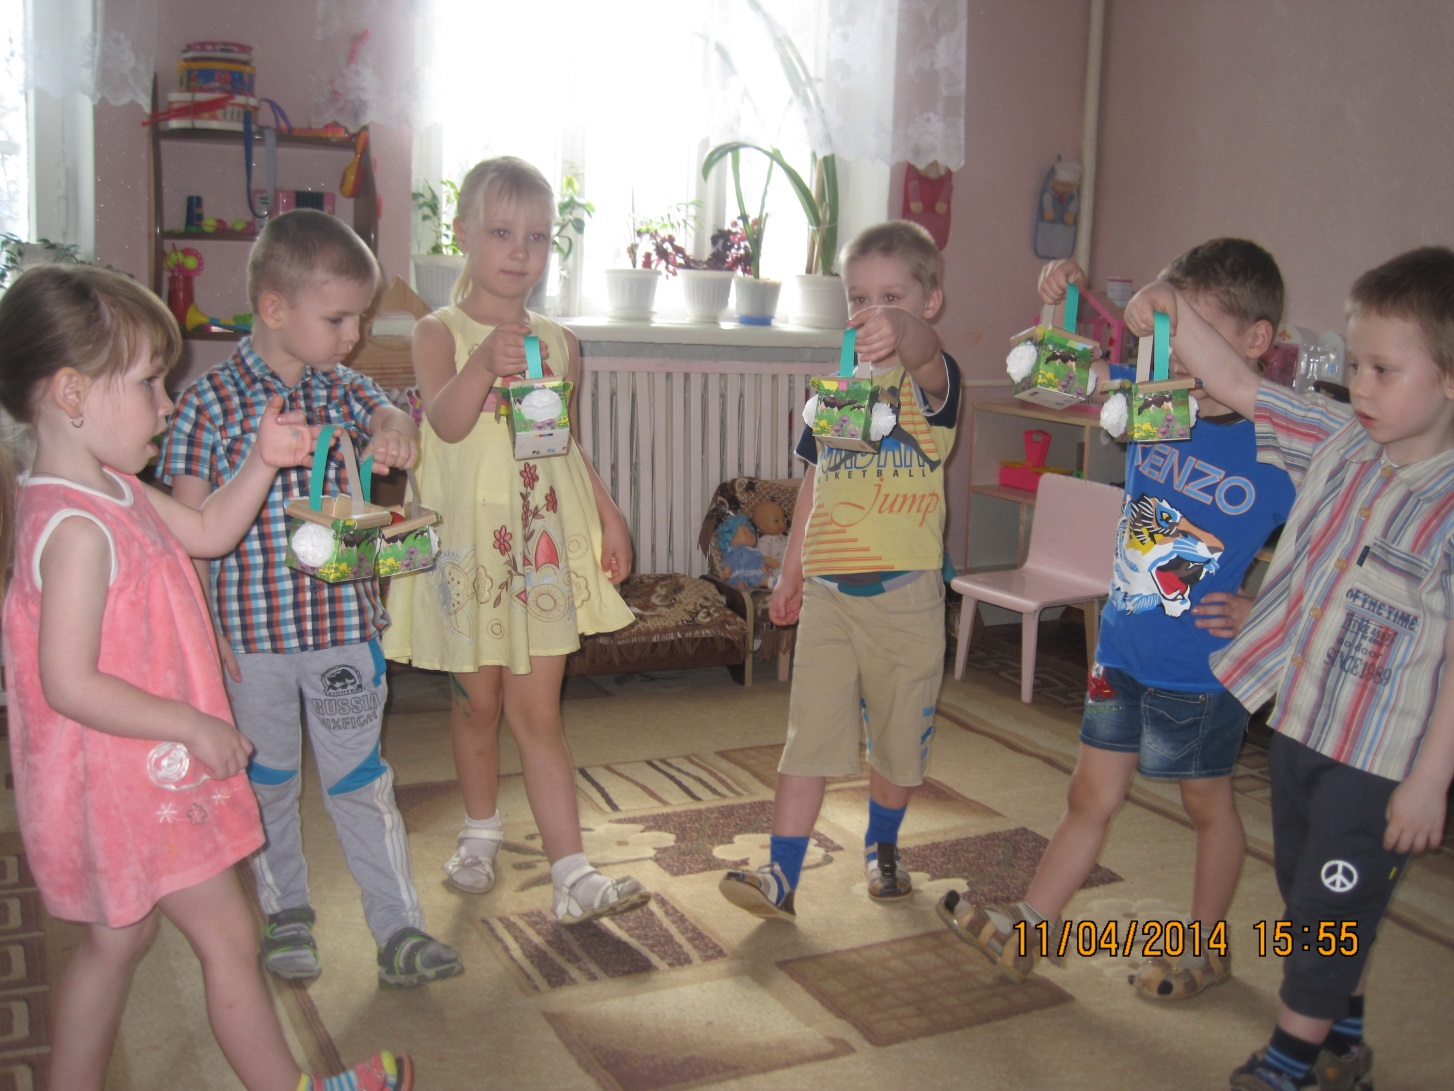 BASKETBALL
jump
KENZO
OF THE TIME
SINCE 1989
RUSSIA
11/04/2014 15:55